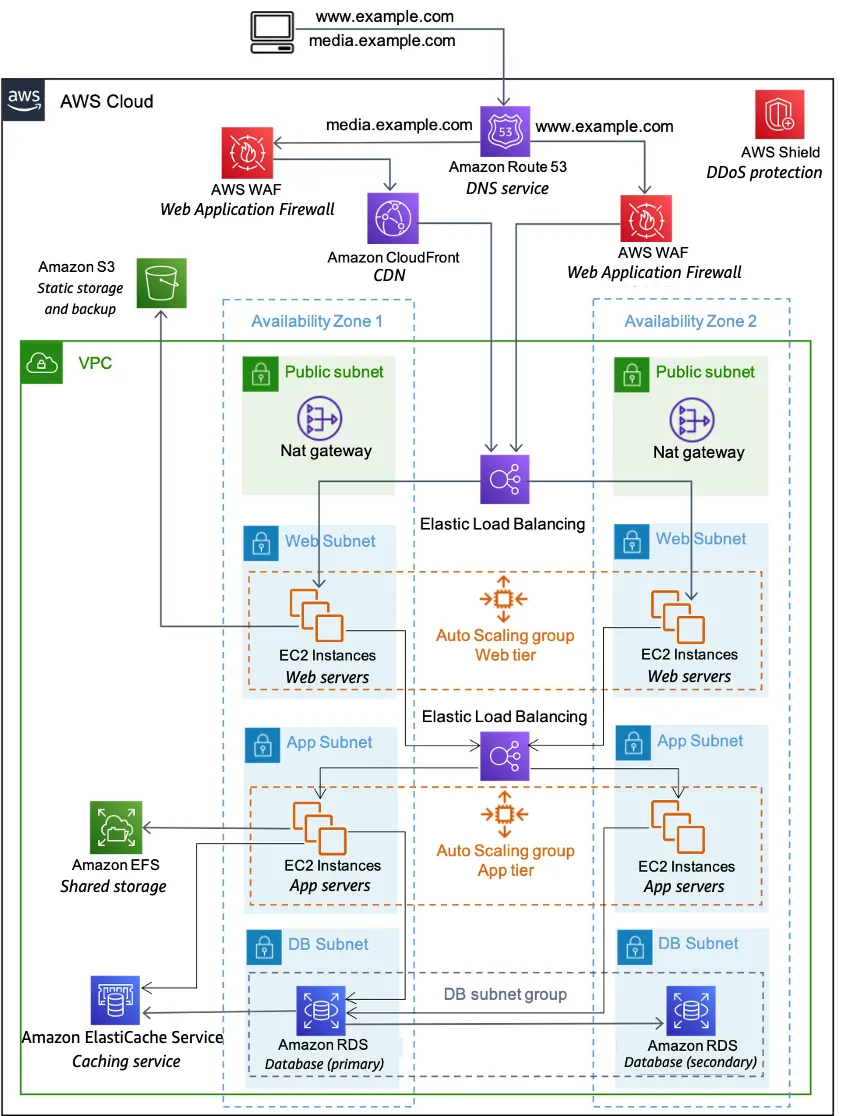 www.example.com
media.example.com
aws
AWS Cloud
media.example.com
53
www.example.com
Amazon Route 53
DNS service
AWS Shield
DDoS protection
AWS WAF
Web Application Firewall
Amazon CloudFront
CDN
AWS WAF
Web Application Firewall
Amazon S3
Static storage
and backup
Availability Zone 1
Availability Zone 2
VPC
Public subnet
Nat gateway
Public subnet
Nat gateway
Elastic Load Balancing
Web Subnet
Web Subnet
EC2 Instances
Web servers
Auto Scaling group
Web tier
EC2 Instances
Web servers
Elastic Load Balancing
App Subnet
App Subnet
Amazon EFS
Shared storage
EC2 Instances
App servers
Auto Scaling group
App tier
EC2 Instances
App servers
DB Subnet
DB Subnet
DB subnet group
Amazon ElastiCache Service
Caching service
Amazon RDS
Database (primary)
Amazon RDS
Database (secondary)